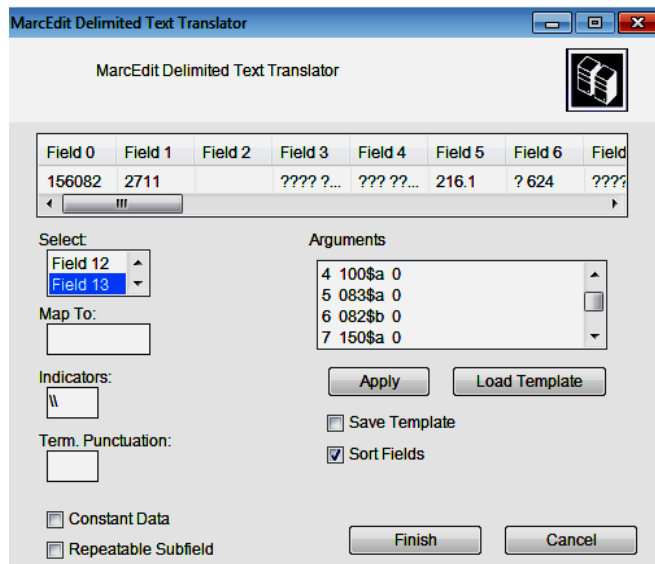 MarcEdit Delimited Text Translator
MarcEdit Delimited Text Translator
Field 0 Field 1 Field 2 Field 3 Field 4 Field 5 Field 6 Field
156082 2711 ???? ?... ??? ??... 216.1 ? 624 ????
Select:
Field 12
Field 13
Map To:
Indicators:
\\
Term. Punctuation:
Constant Data
Repeatable Subfield
Arguments
4 100$a 0
5 083$a 0
6 082$b 0
7 150$a 0
Apply Load Template
Save Template
Sort Fields
Finish Cancel